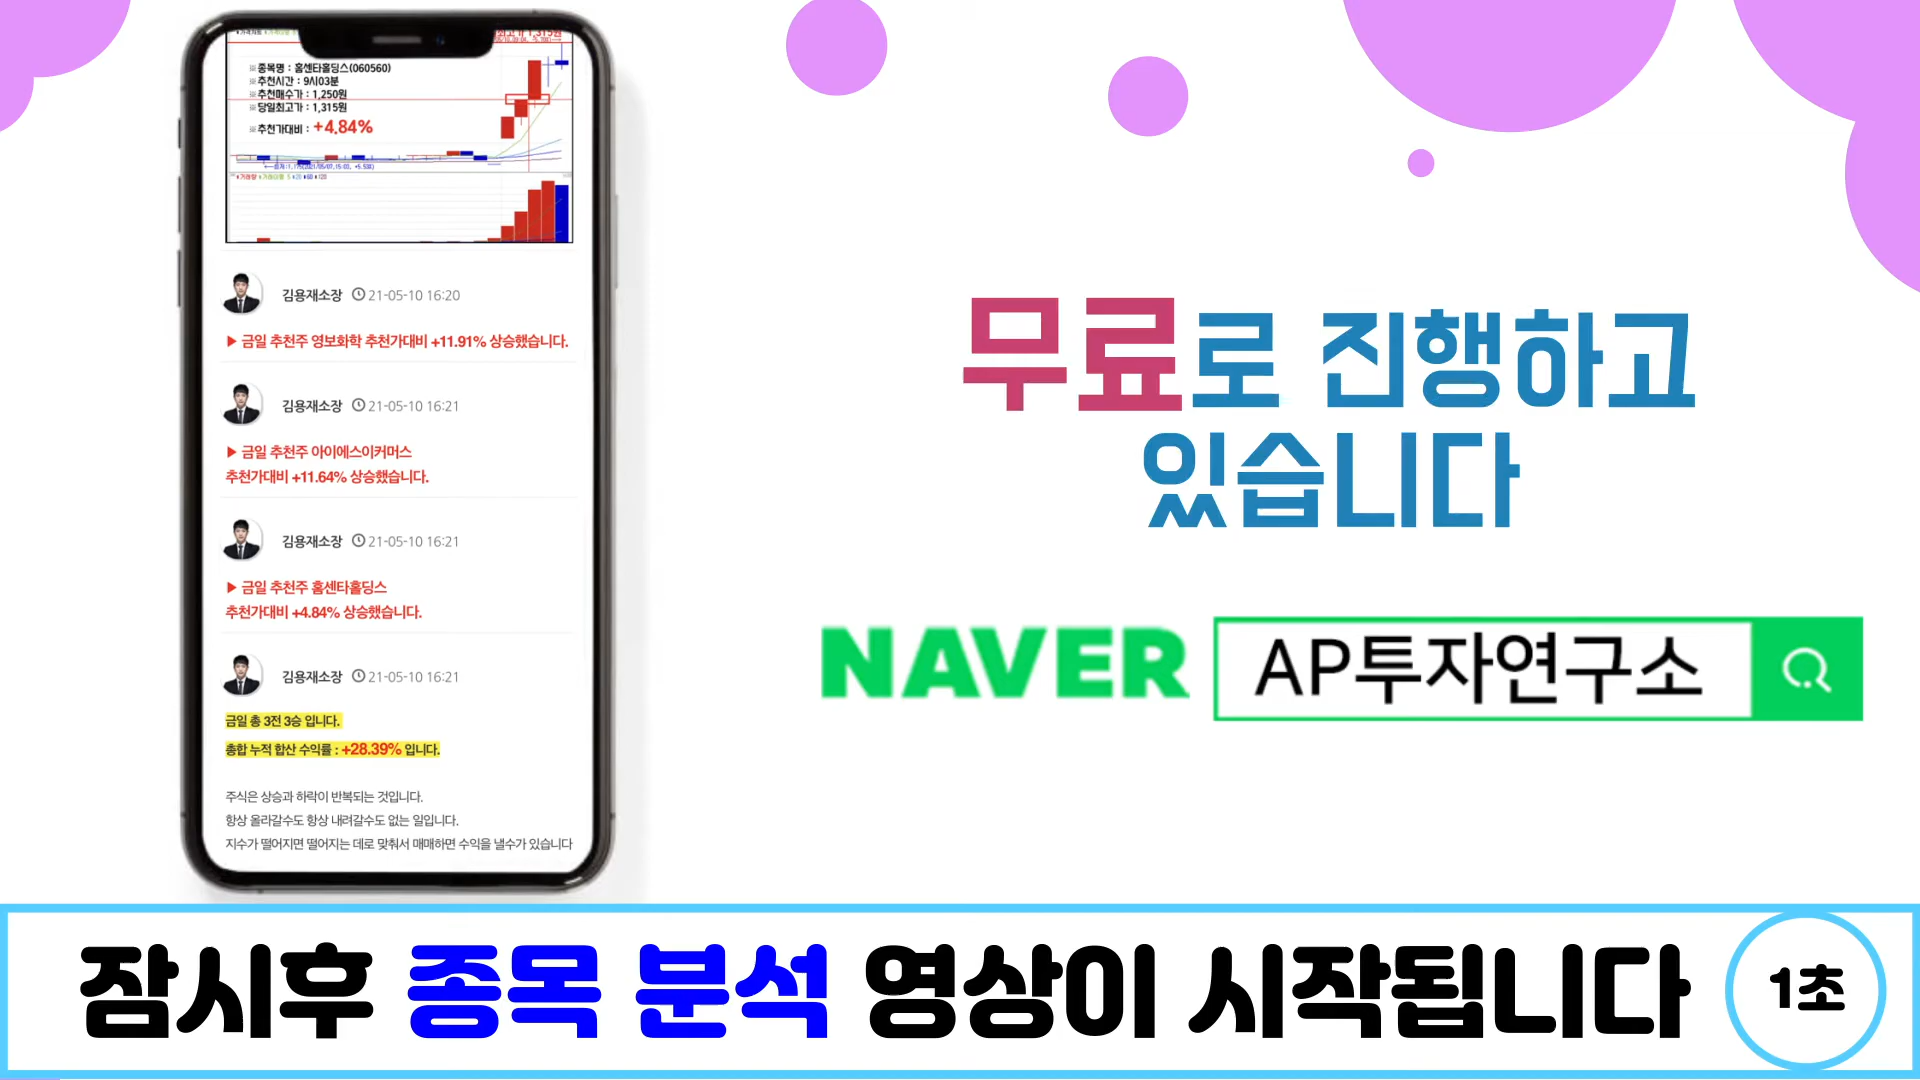 ※종목명 : 홈센타홀딩스(060560)
※추천시간 : 9시03분
※추천매수가 : 1,250원
※당일최고가 : 1,315원
※추천가대비 : +4.84%
김용재소장 21-05-10 16:20
▶ 금일 추천주 영보화학 추천가대비 +11.91% 상승했습니다.
김용재소장 21-05-10 16:21
▶ 금일 추천주 아이에스이커머스
추천가대비 +11.64% 상승했습니다.
김용재소장 21-05-10 16:21
▶ 금일 추천주 홈센타홀딩스
추천가대비 +4.84% 상승했습니다.
김용재소장 21-05-10 16:21
금일 총 3전 3승 입니다.
총합 누적 합산 수익률 : +28.39% 입니다.
주식은 상승과 하락이 반복되는 것입니다.
항상 올라갈수도 항상 내려갈수도 없는 일입니다.
지수가 떨어지면 떨어지는 데로 맞춰서 매매하면 수익을 낼수가 있습니다
무료로 진행하고
있습니다
NAVER AP투자연구소
잠시후 종목 분석 영상이 시작됩니다 1초